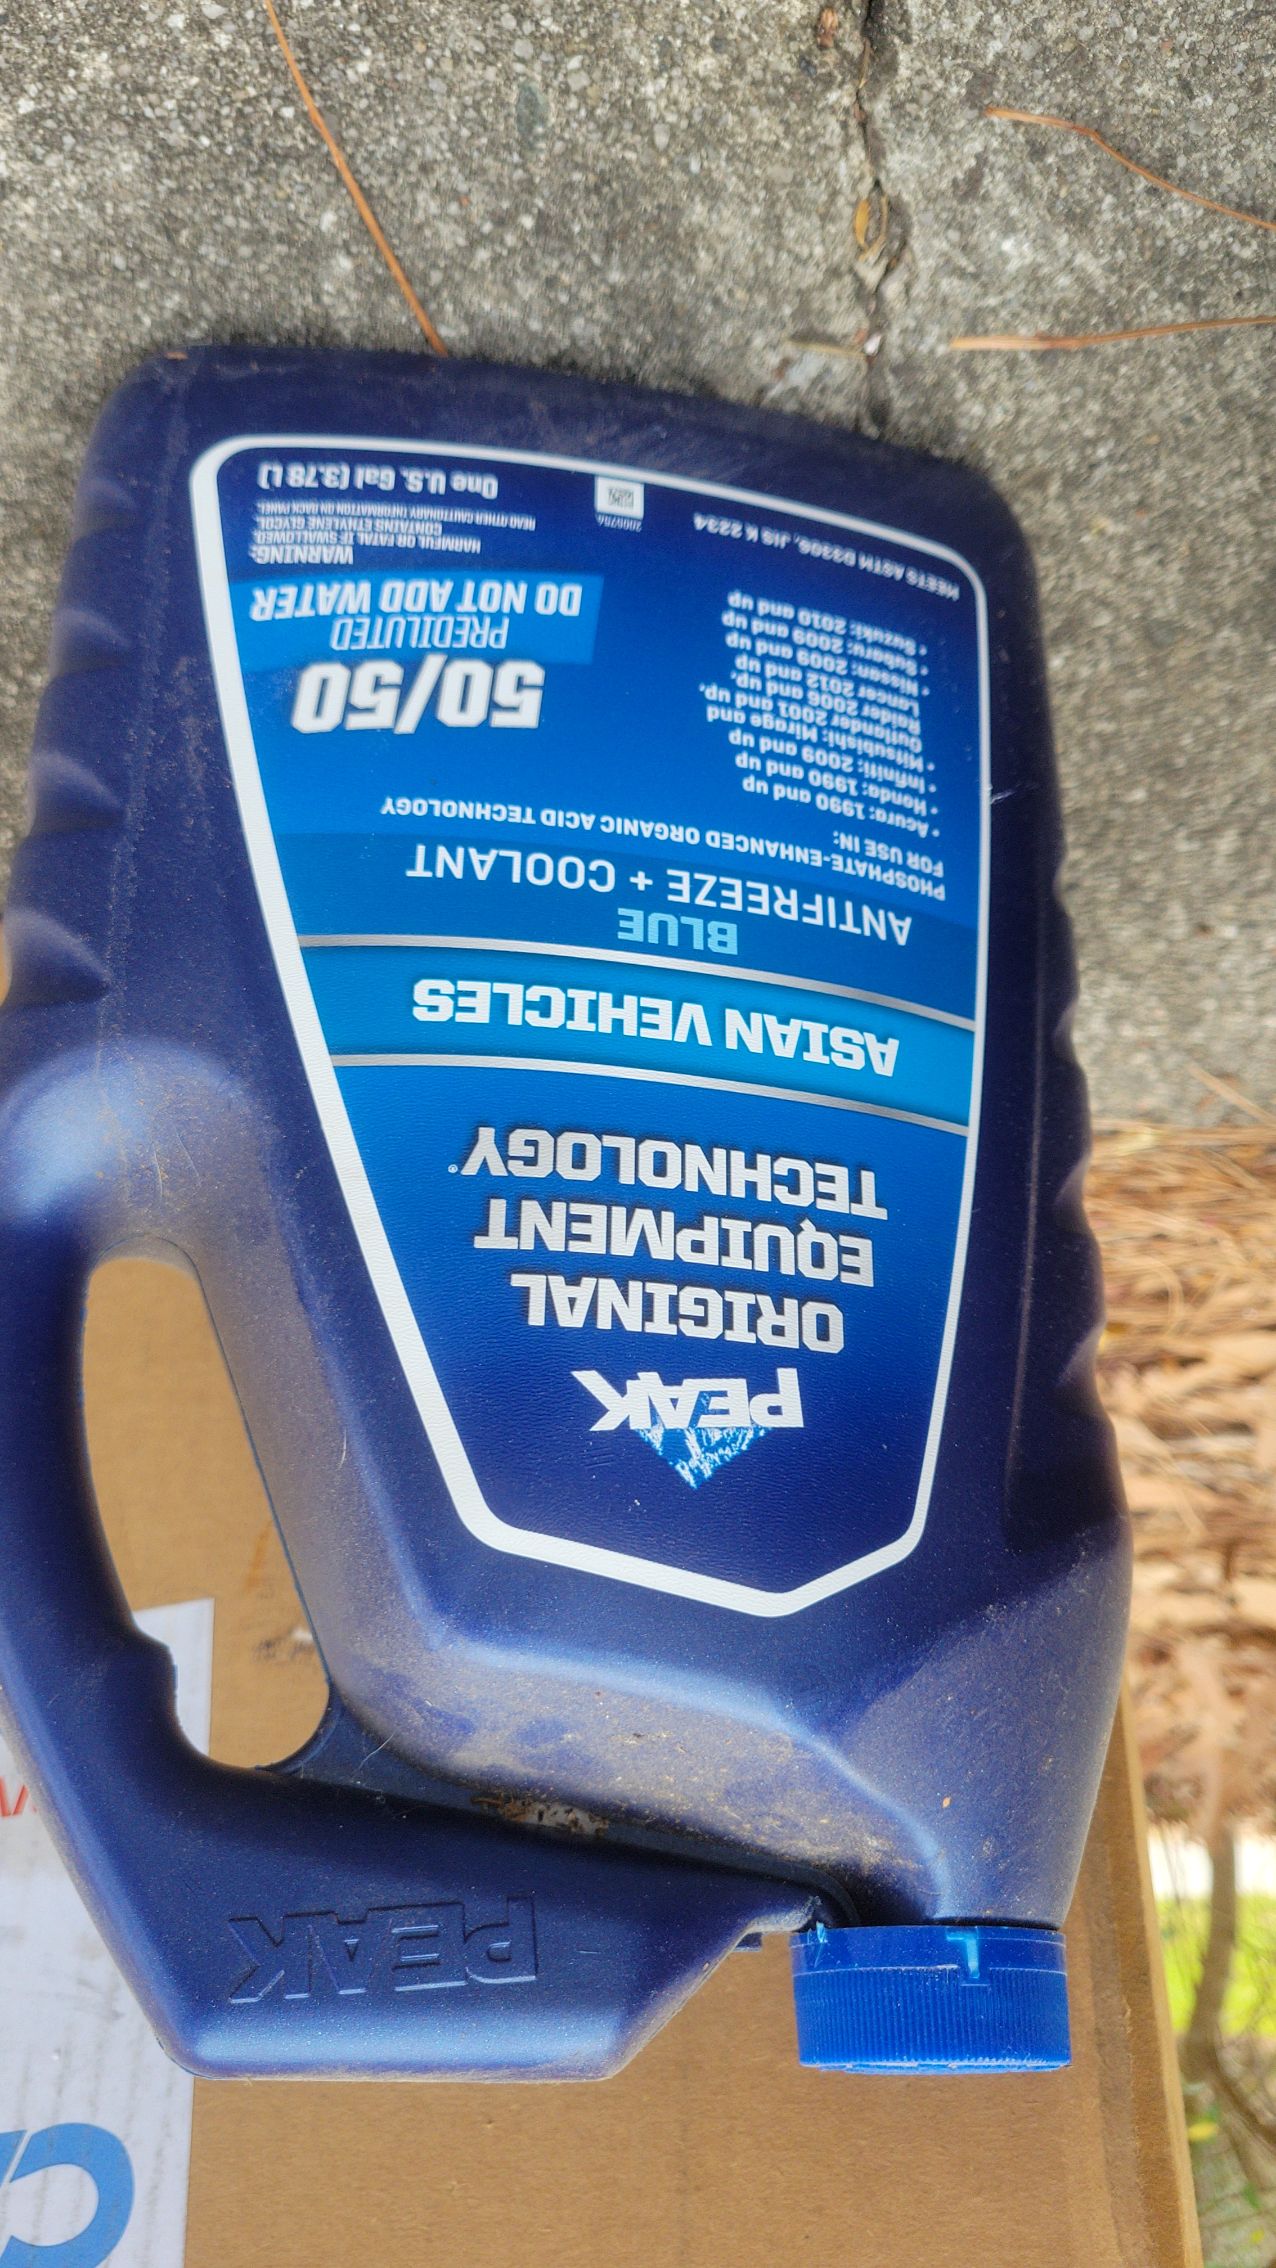 PEAK
ORIGINAL
EQUIPMENT
TECHNOLOGY®
ASIAN VEHICLES
BLUE
ANTIFREEZE + COOLANT
PHOSPHATE-ENHANCED ORGANIC ACID TECHNOLOGY
FOR USE IN:
• Acura: 1990 and up
• Honda: 1990 and up
• Infiniti: 2009 and up
• Mitsubishi: Mirage and
Outlander 2001 and up,
Raider 2006 and up,
Lancer 2012 and up
• Nissan: 2009 and up
• Subaru: 2009 and up
• Suzuki: 2010 and up
MEETS ASTM D3306, JIS K 2234
50/50
PREDILUTED
DO NOT ADD WATER
WARNING:
HARMFUL OR FATAL IF SWALLOWED.
CONTAINS ETHYLENE GLYCOL.
READ OTHER CAUTIONARY INFORMATION ON BACK PANEL.
One U.S. Gal (3.78 L)
PEAK